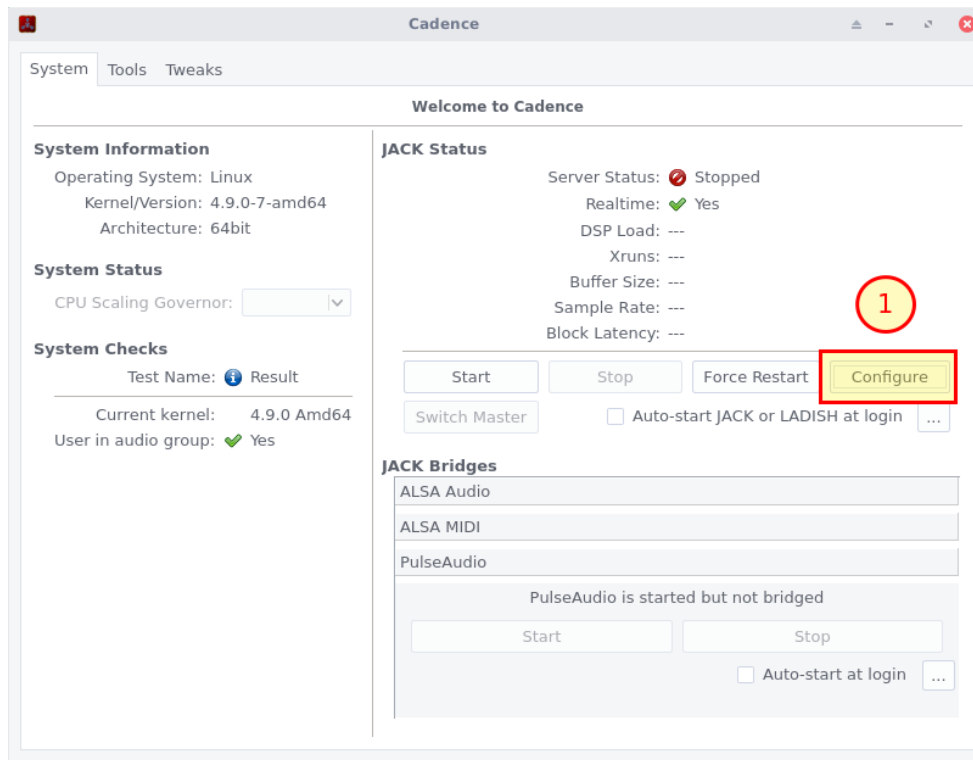 Cadence
System Tools Tweaks
Welcome to Cadence
System Information
Operating System: Linux
Kernel/Version: 4.9.0-7-amd64
Architecture: 64bit
System Status
CPU Scaling Governor:
System Checks
Test Name: Result
Current kernel: 4.9.0 Amd64
User in audio group: Yes
JACK Status
Server Status: Stopped
Realtime: Yes
DSP Load: ---
Xruns: ---
Buffer Size: ---
Sample Rate: ---
Block Latency: ---
1
Start Stop Force Restart Configure
Switch Master Auto-start JACK or LADISH at login ...
JACK Bridges
ALSA Audio
ALSA MIDI
PulseAudio
PulseAudio is started but not bridged
Start Stop
Auto-start at login ...